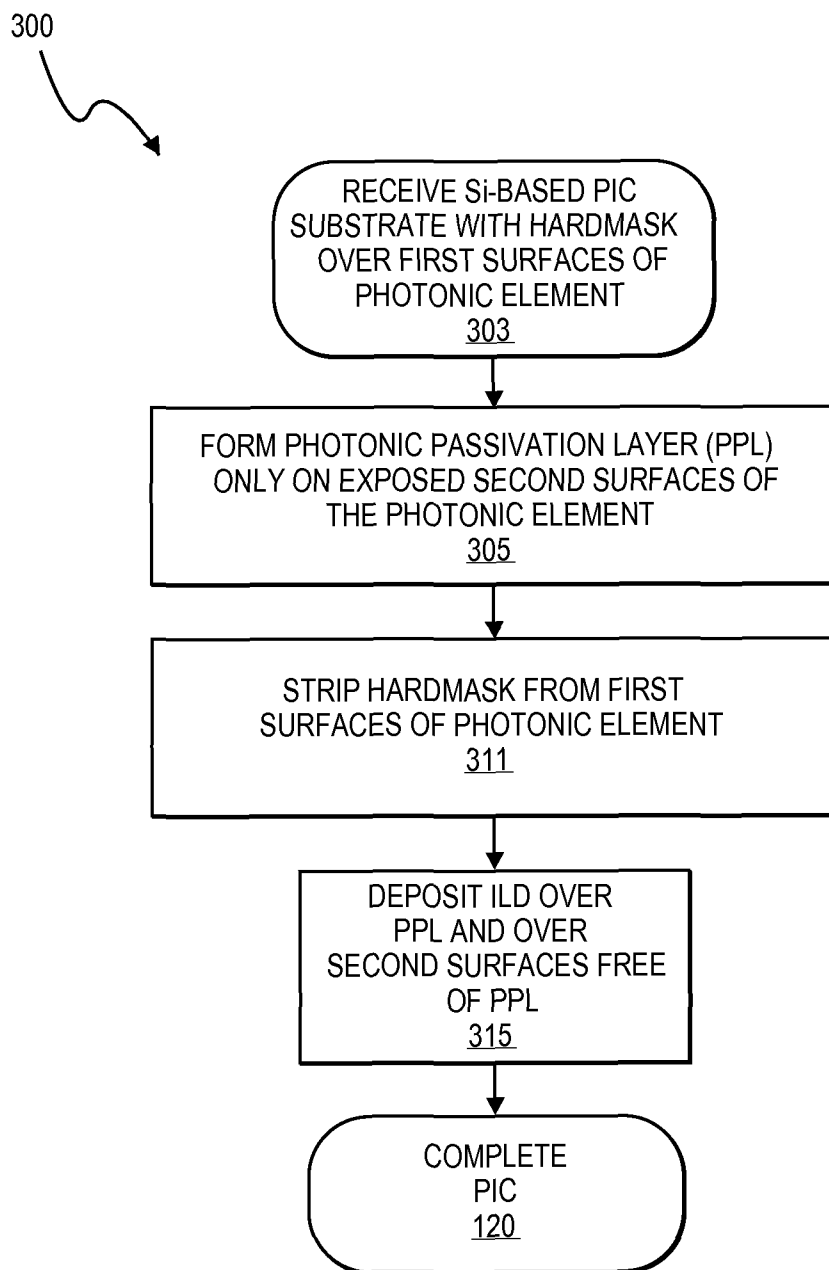 300
RECEIVE Si-BASED PIC
SUBSTRATE WITH HARDMASK
OVER FIRST SURFACES OF
PHOTONIC ELEMENT
303
FORM PHOTONIC PASSIVATION LAYER (PPL)
ONLY ON EXPOSED SECOND SURFACES OF
THE PHOTONIC ELEMENT
305
STRIP HARDMASK FROM FIRST
SURFACES OF PHOTONIC ELEMENT
311
DEPOSIT ILD OVER
PPL AND OVER
SECOND SURFACES FREE
OF PPL
315
COMPLETE
PIC
120